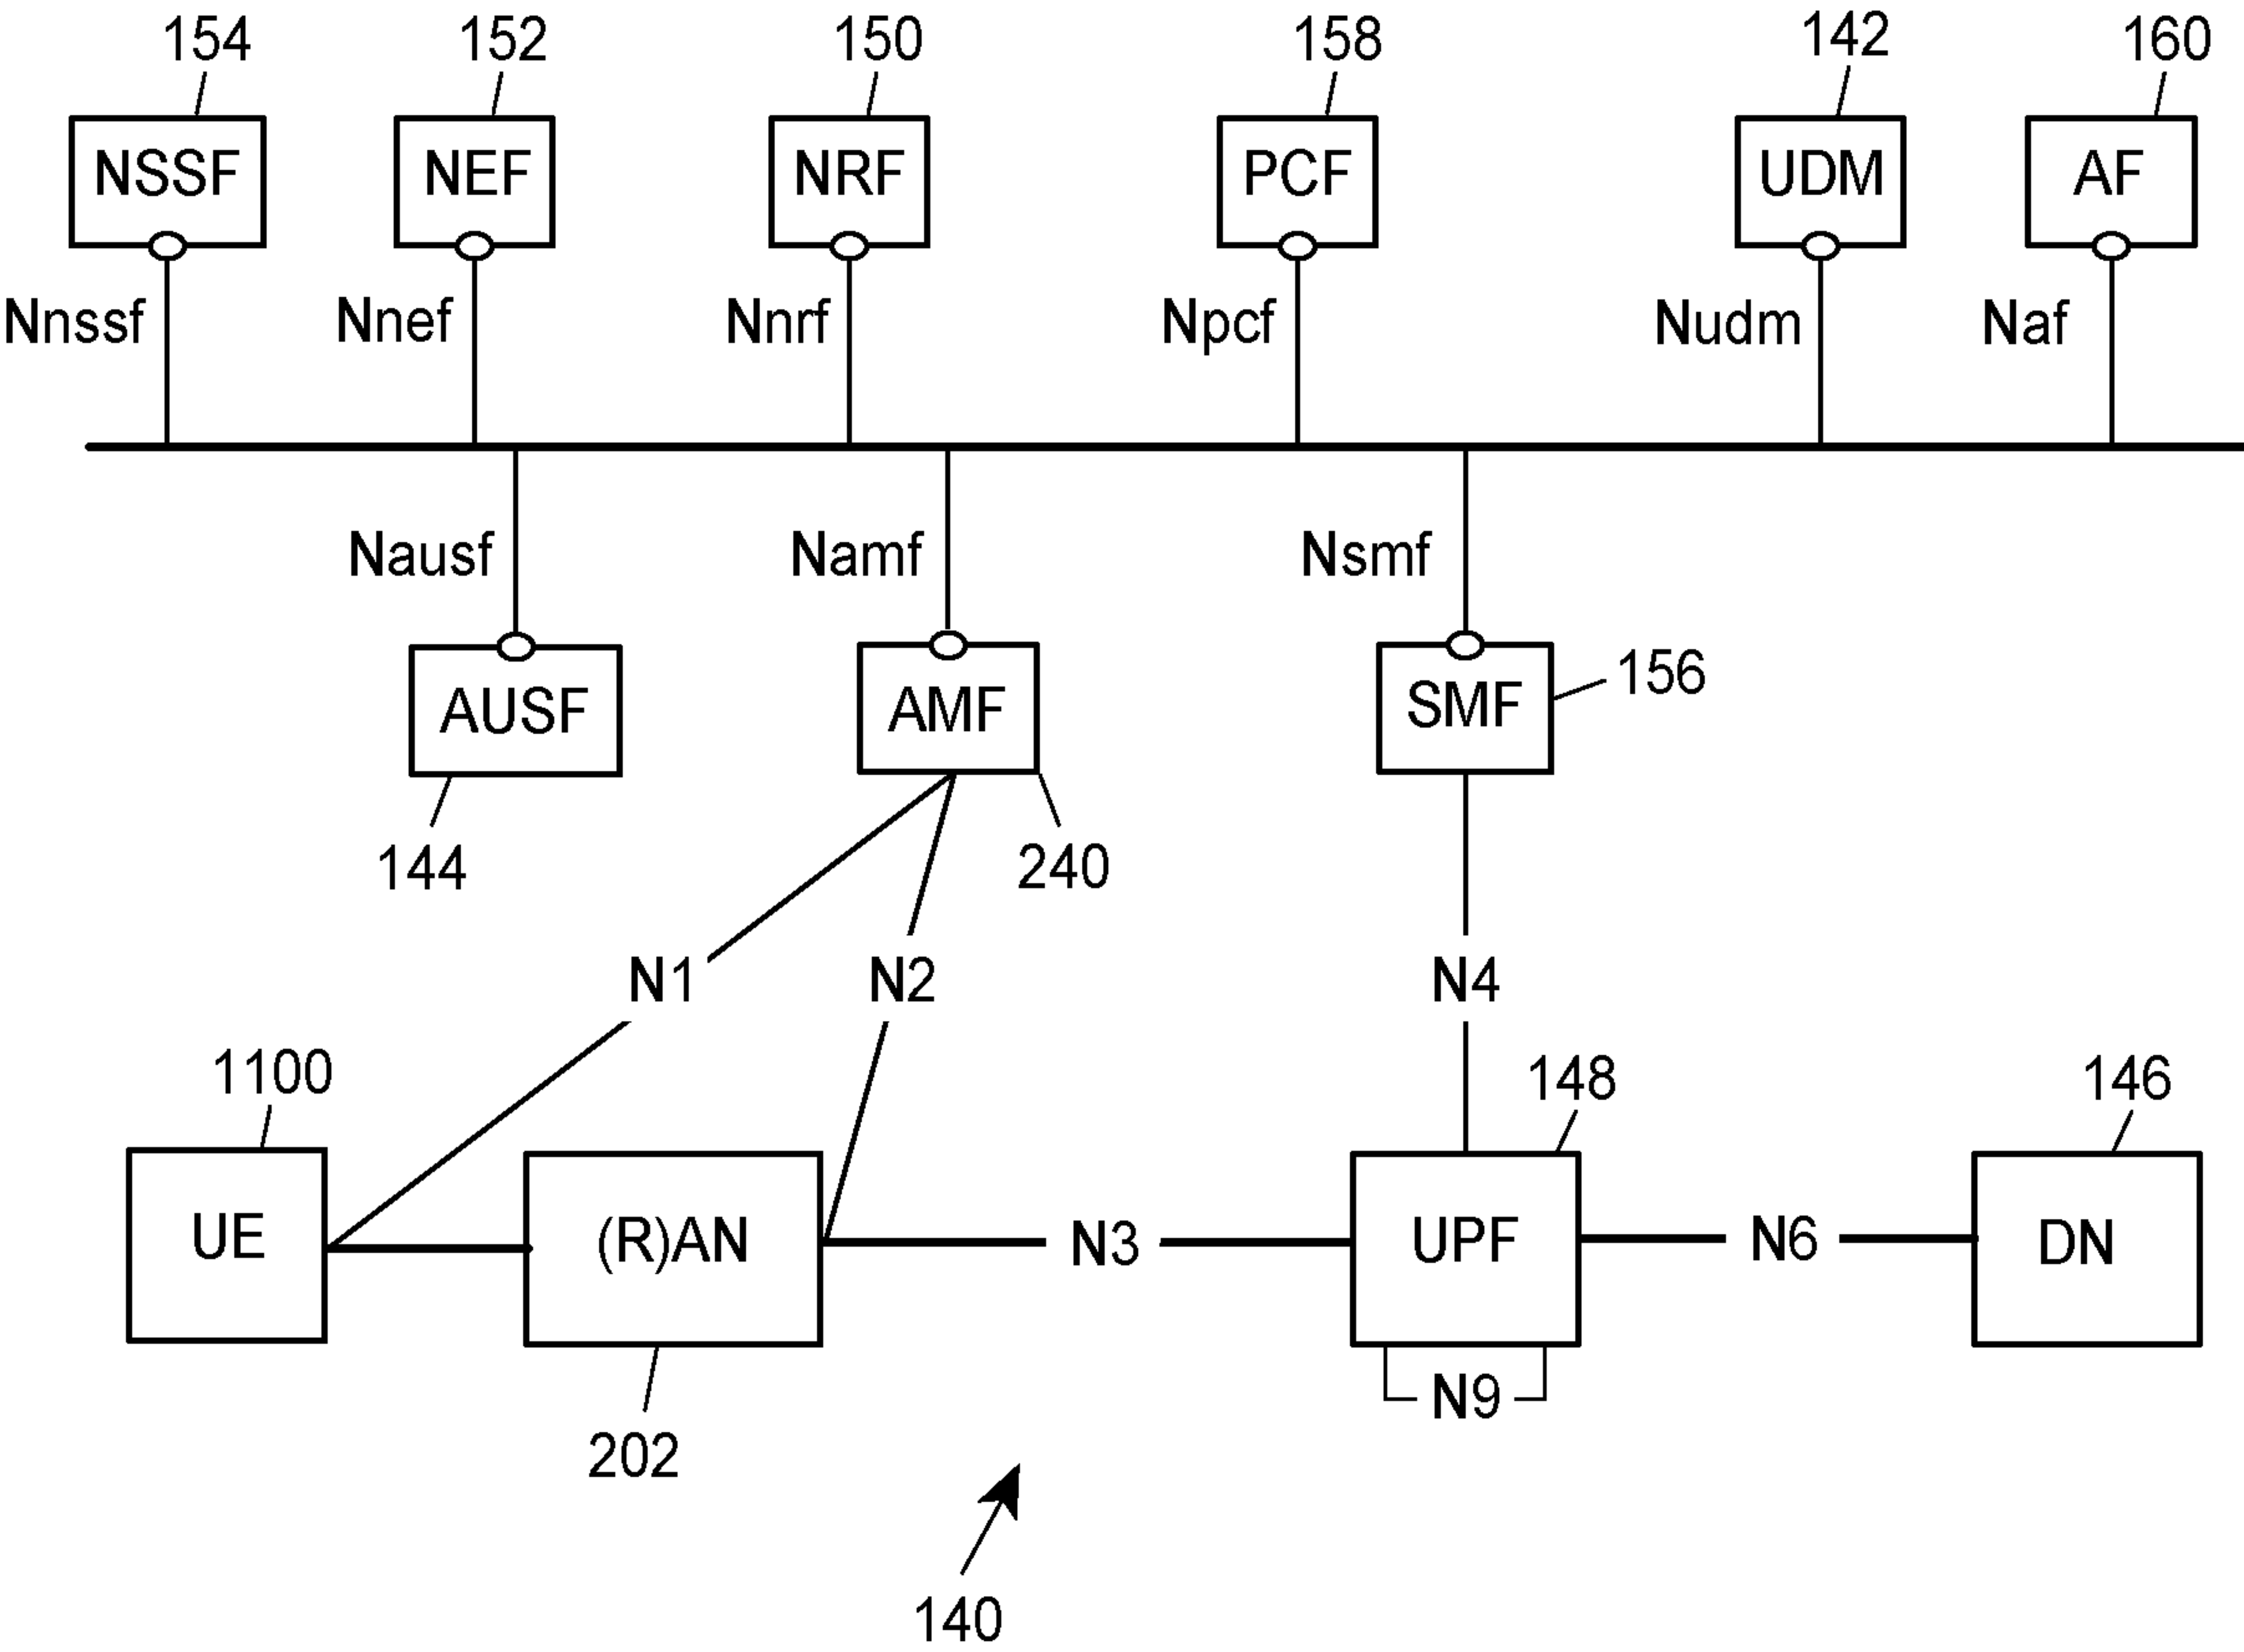 154 152 150 158 142 160
NSSF NEF NRF PCF UDM AF
Nnssf Nnef Nnrf Npcf Nudm Naf
Nausf Namf Nsmf
AUSF AMF SMF 156
144 240
N1 N2 N4
1100 148 146
UE (R)AN N3 UPF N6 DN
N9
202
140